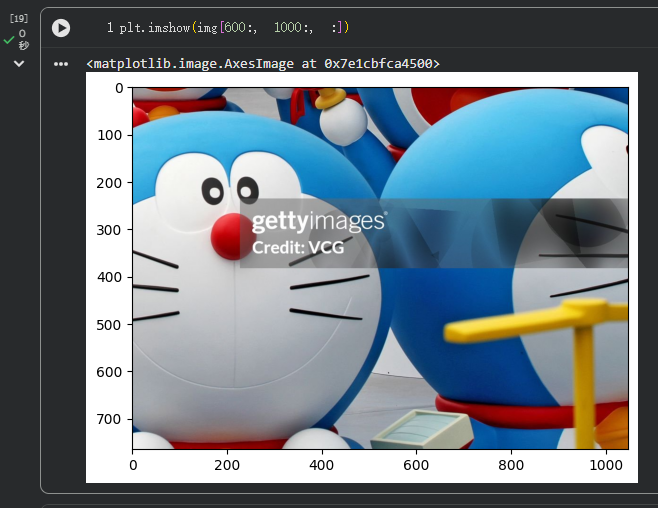 [19]
0
秒
1 plt.imshow(img[600:, 1000:, :])
<matplotlib.image.AxesImage at 0x7e1cbfca4500>
0
100
200
300
400
500
600
700
gettyimages®
Credit: VCG
0 200 400 600 800 1000